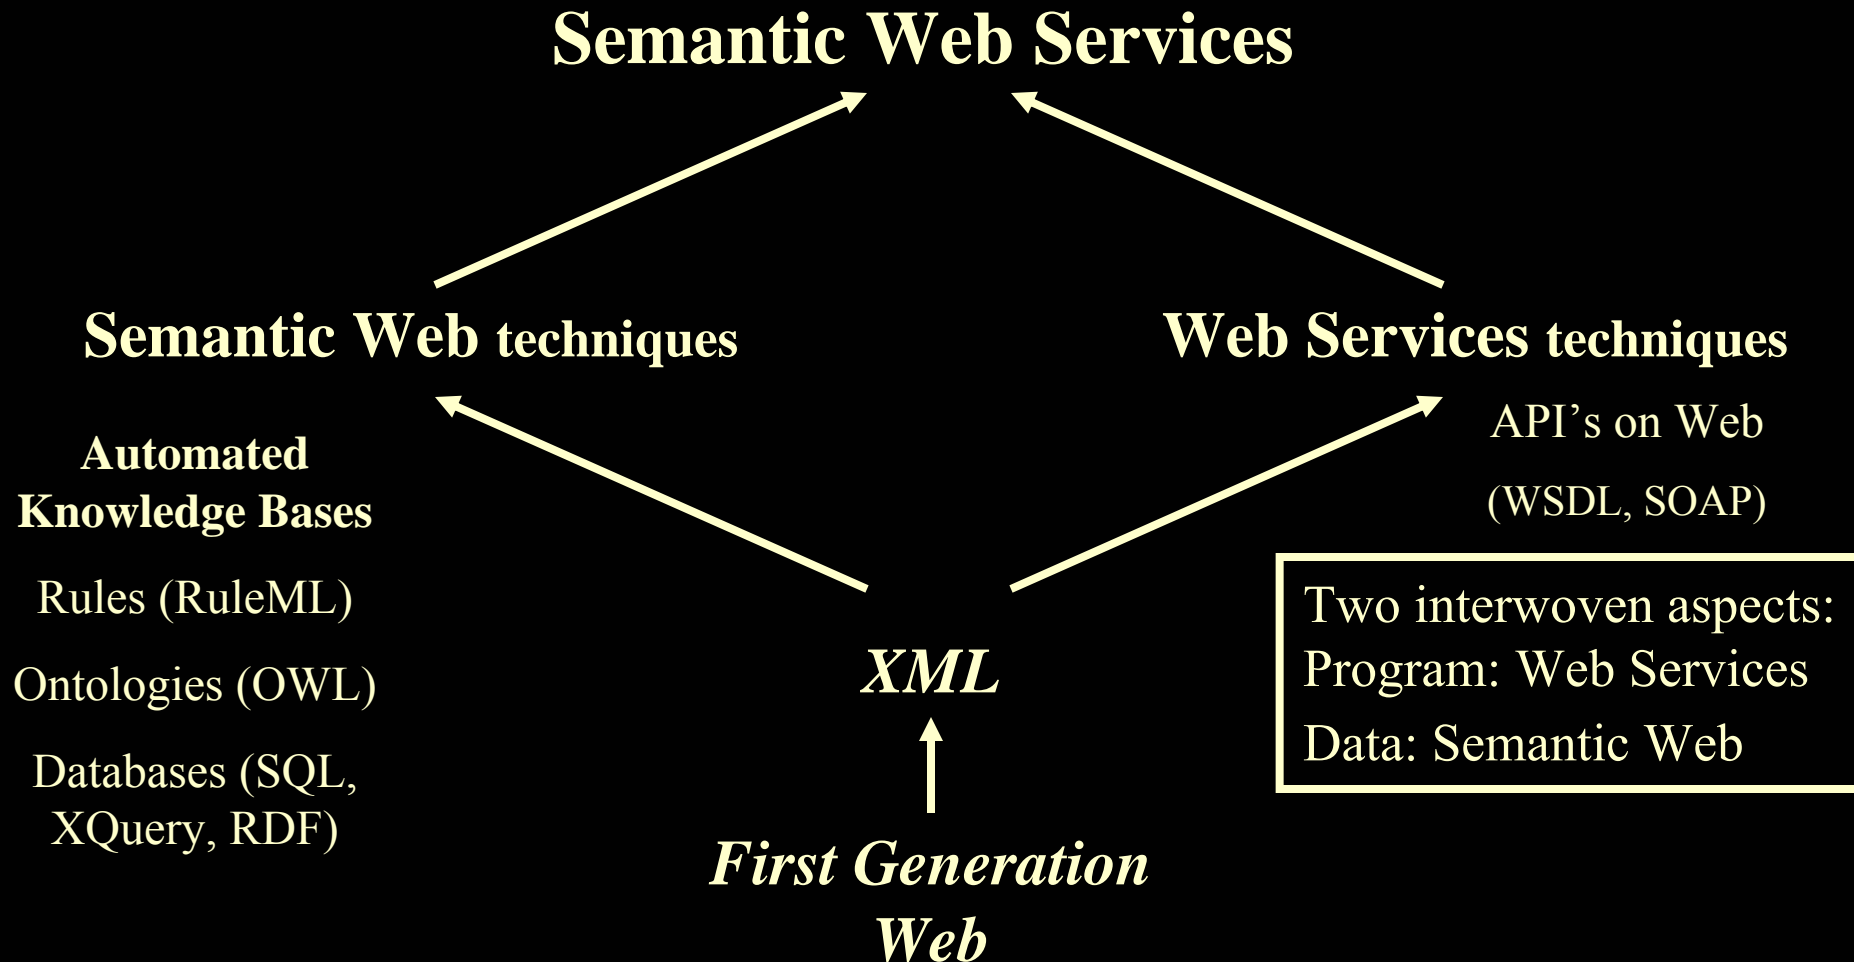 Semantic Web Services
Semantic Web techniques
Web Services techniques
Automated
Knowledge Bases
Rules (RuleML)
Ontologies (OWL)
Databases (SQL,
XQuery, RDF)
API’s on Web
(WSDL, SOAP)
Two interwoven aspects:
Program: Web Services
Data: Semantic Web
XML
First Generation
Web